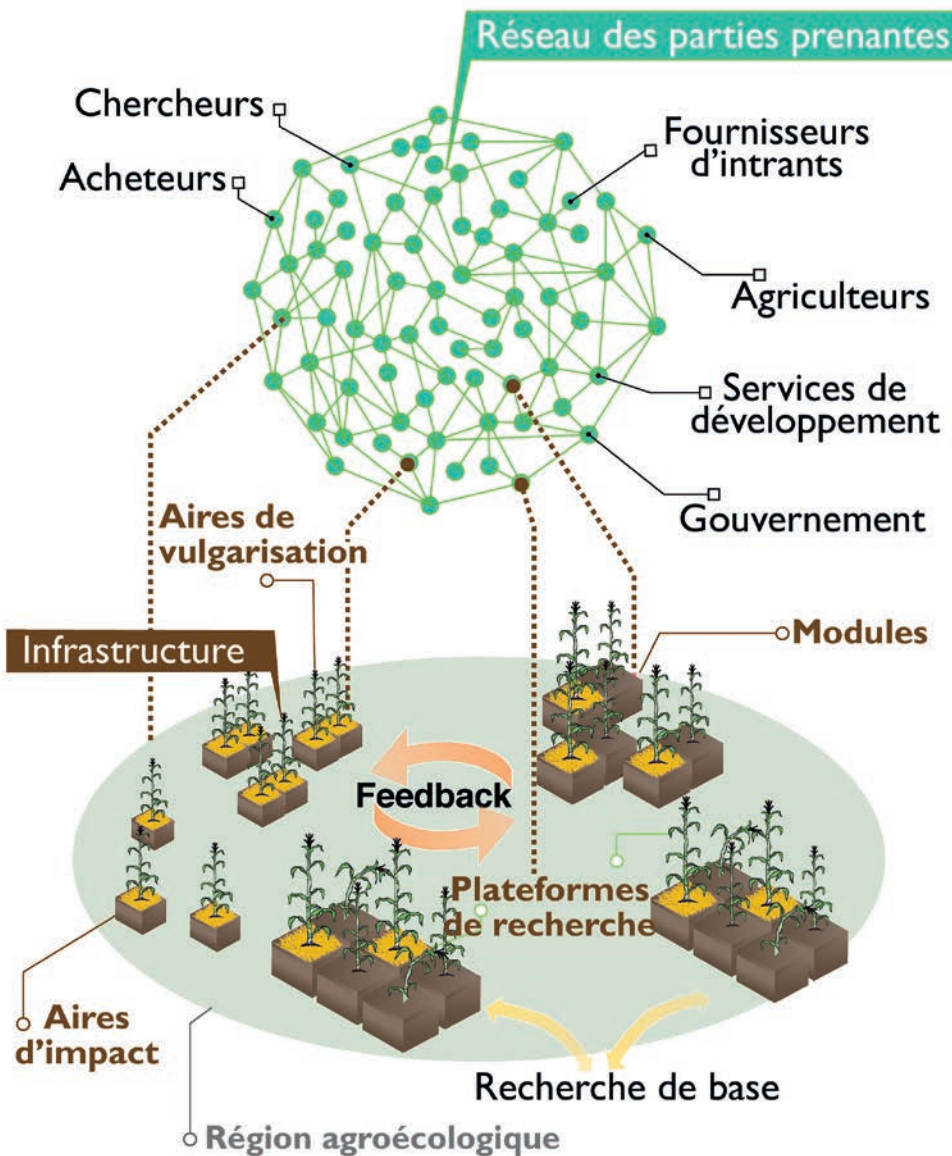 Réseau des parties prenantes
Chercheurs
Acheteurs
Fournisseurs
d'intrants
Agriculteurs
Services de
développement
Gouvernement
Aires de
vulgarisation
Infrastructure
Modules
Feedback
Plateformes
de recherche
Aires
d'impact
Recherche de base
Région agroécologique